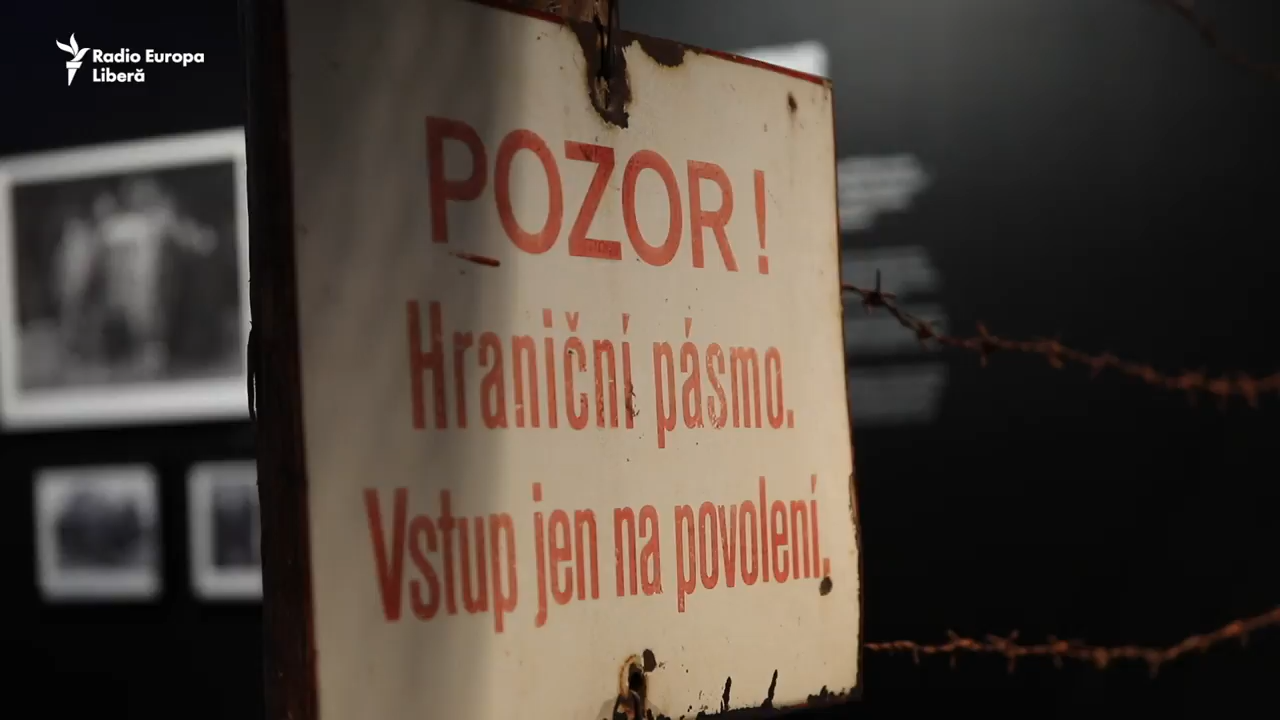 Radio Europa
Liberă
POZOR!
Hraniční pásmo.
Vstup jen na povolení.